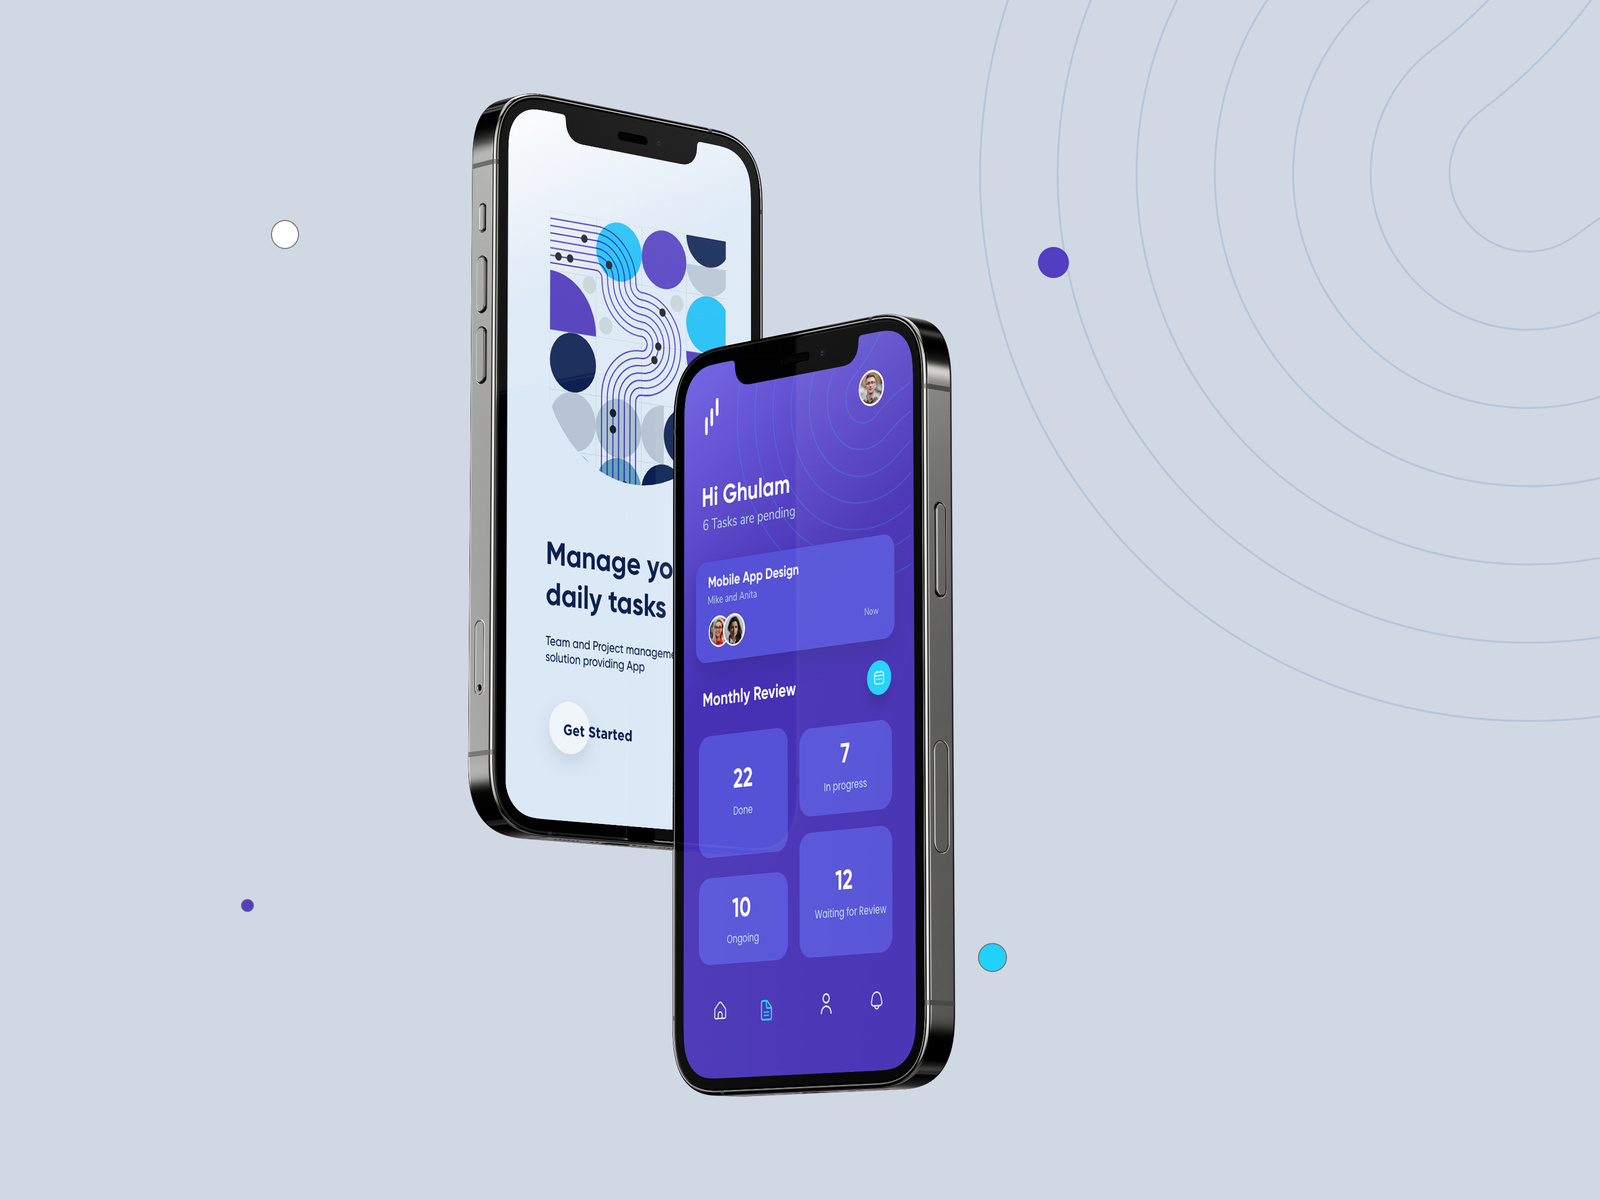 Manage yo
daily tasks
Team and Project manageme
solution providing App
Get Started
Hi Ghulam
6 Tasks are pending
Mobile App Design
Mike and Anita
Now
Monthly Review
22
Done
7
In progress
10
Ongoing
12
Waiting for Review